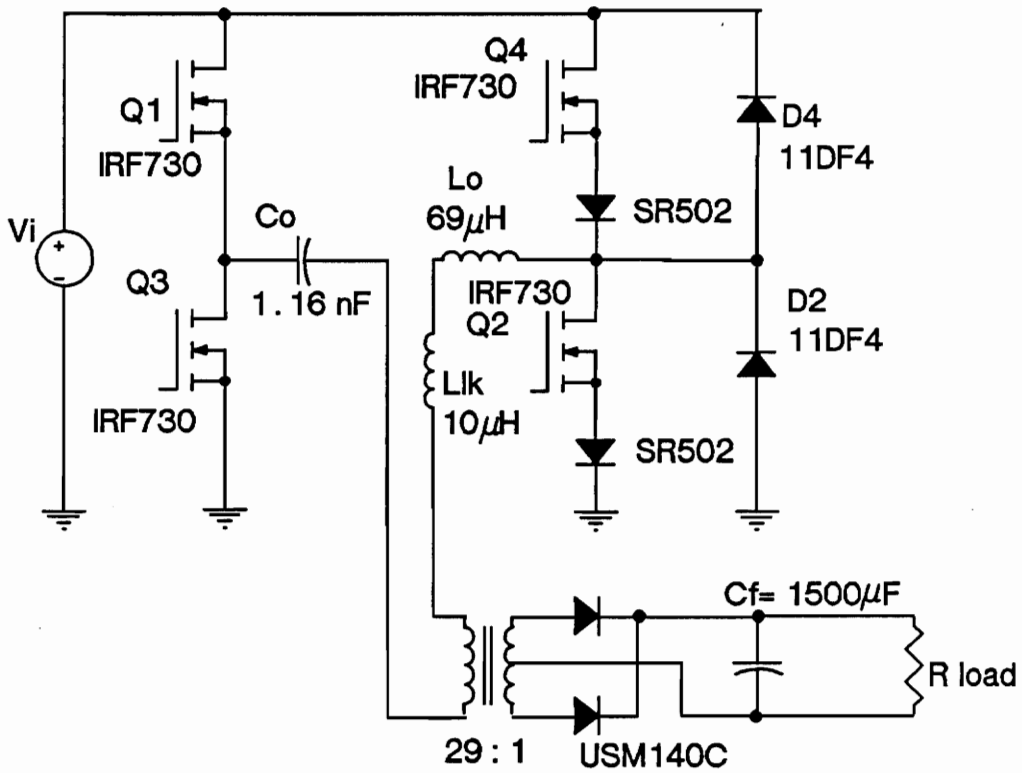 Q1
IRF730
Q4
IRF730
D4
11DF4
SR502
Lo
69μH
Co
1.16 nF
Vi
+
-
Q3
IRF730
IRF730
Q2
D2
11DF4
Llk
10μH
SR502
Cf= 1500μF
R load
29 : 1
USM140C